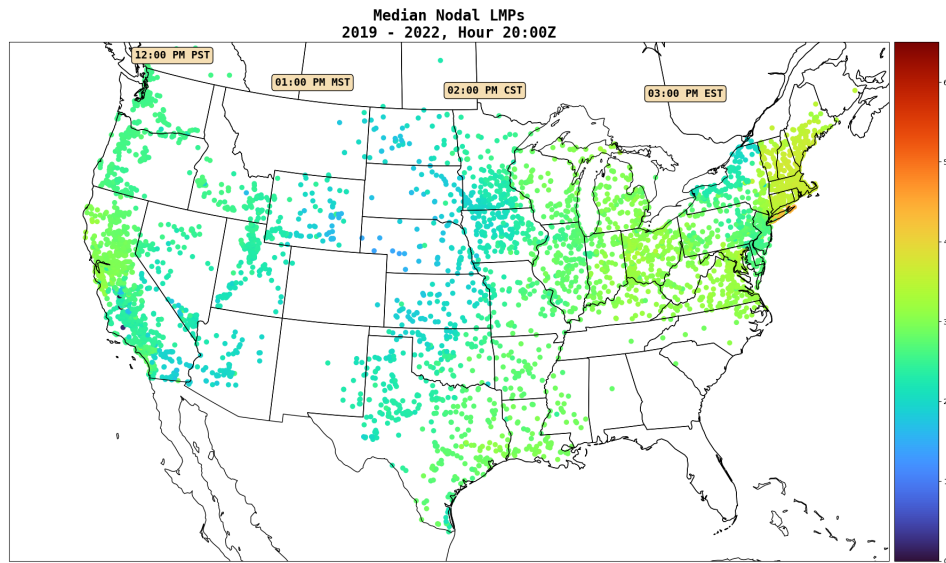 Median Nodal LMPs
2019 - 2022, Hour 20:00Z
12:00 PM PST
01:00 PM MST
02:00 PM CST
03:00 PM EST